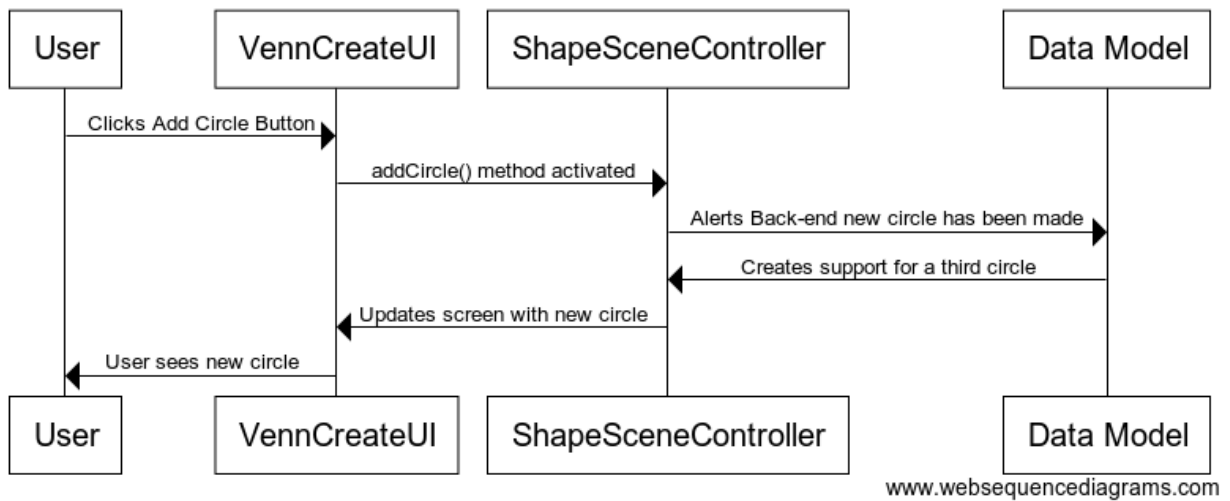 User VennCreateUI ShapeSceneController Data Model
Clicks Add Circle Button
addCircle() method activated
Alerts Back-end new circle has been made
Creates support for a third circle
Updates screen with new circle
User sees new circle
User VennCreateUI ShapeSceneController Data Model
www.websequencediagrams.com